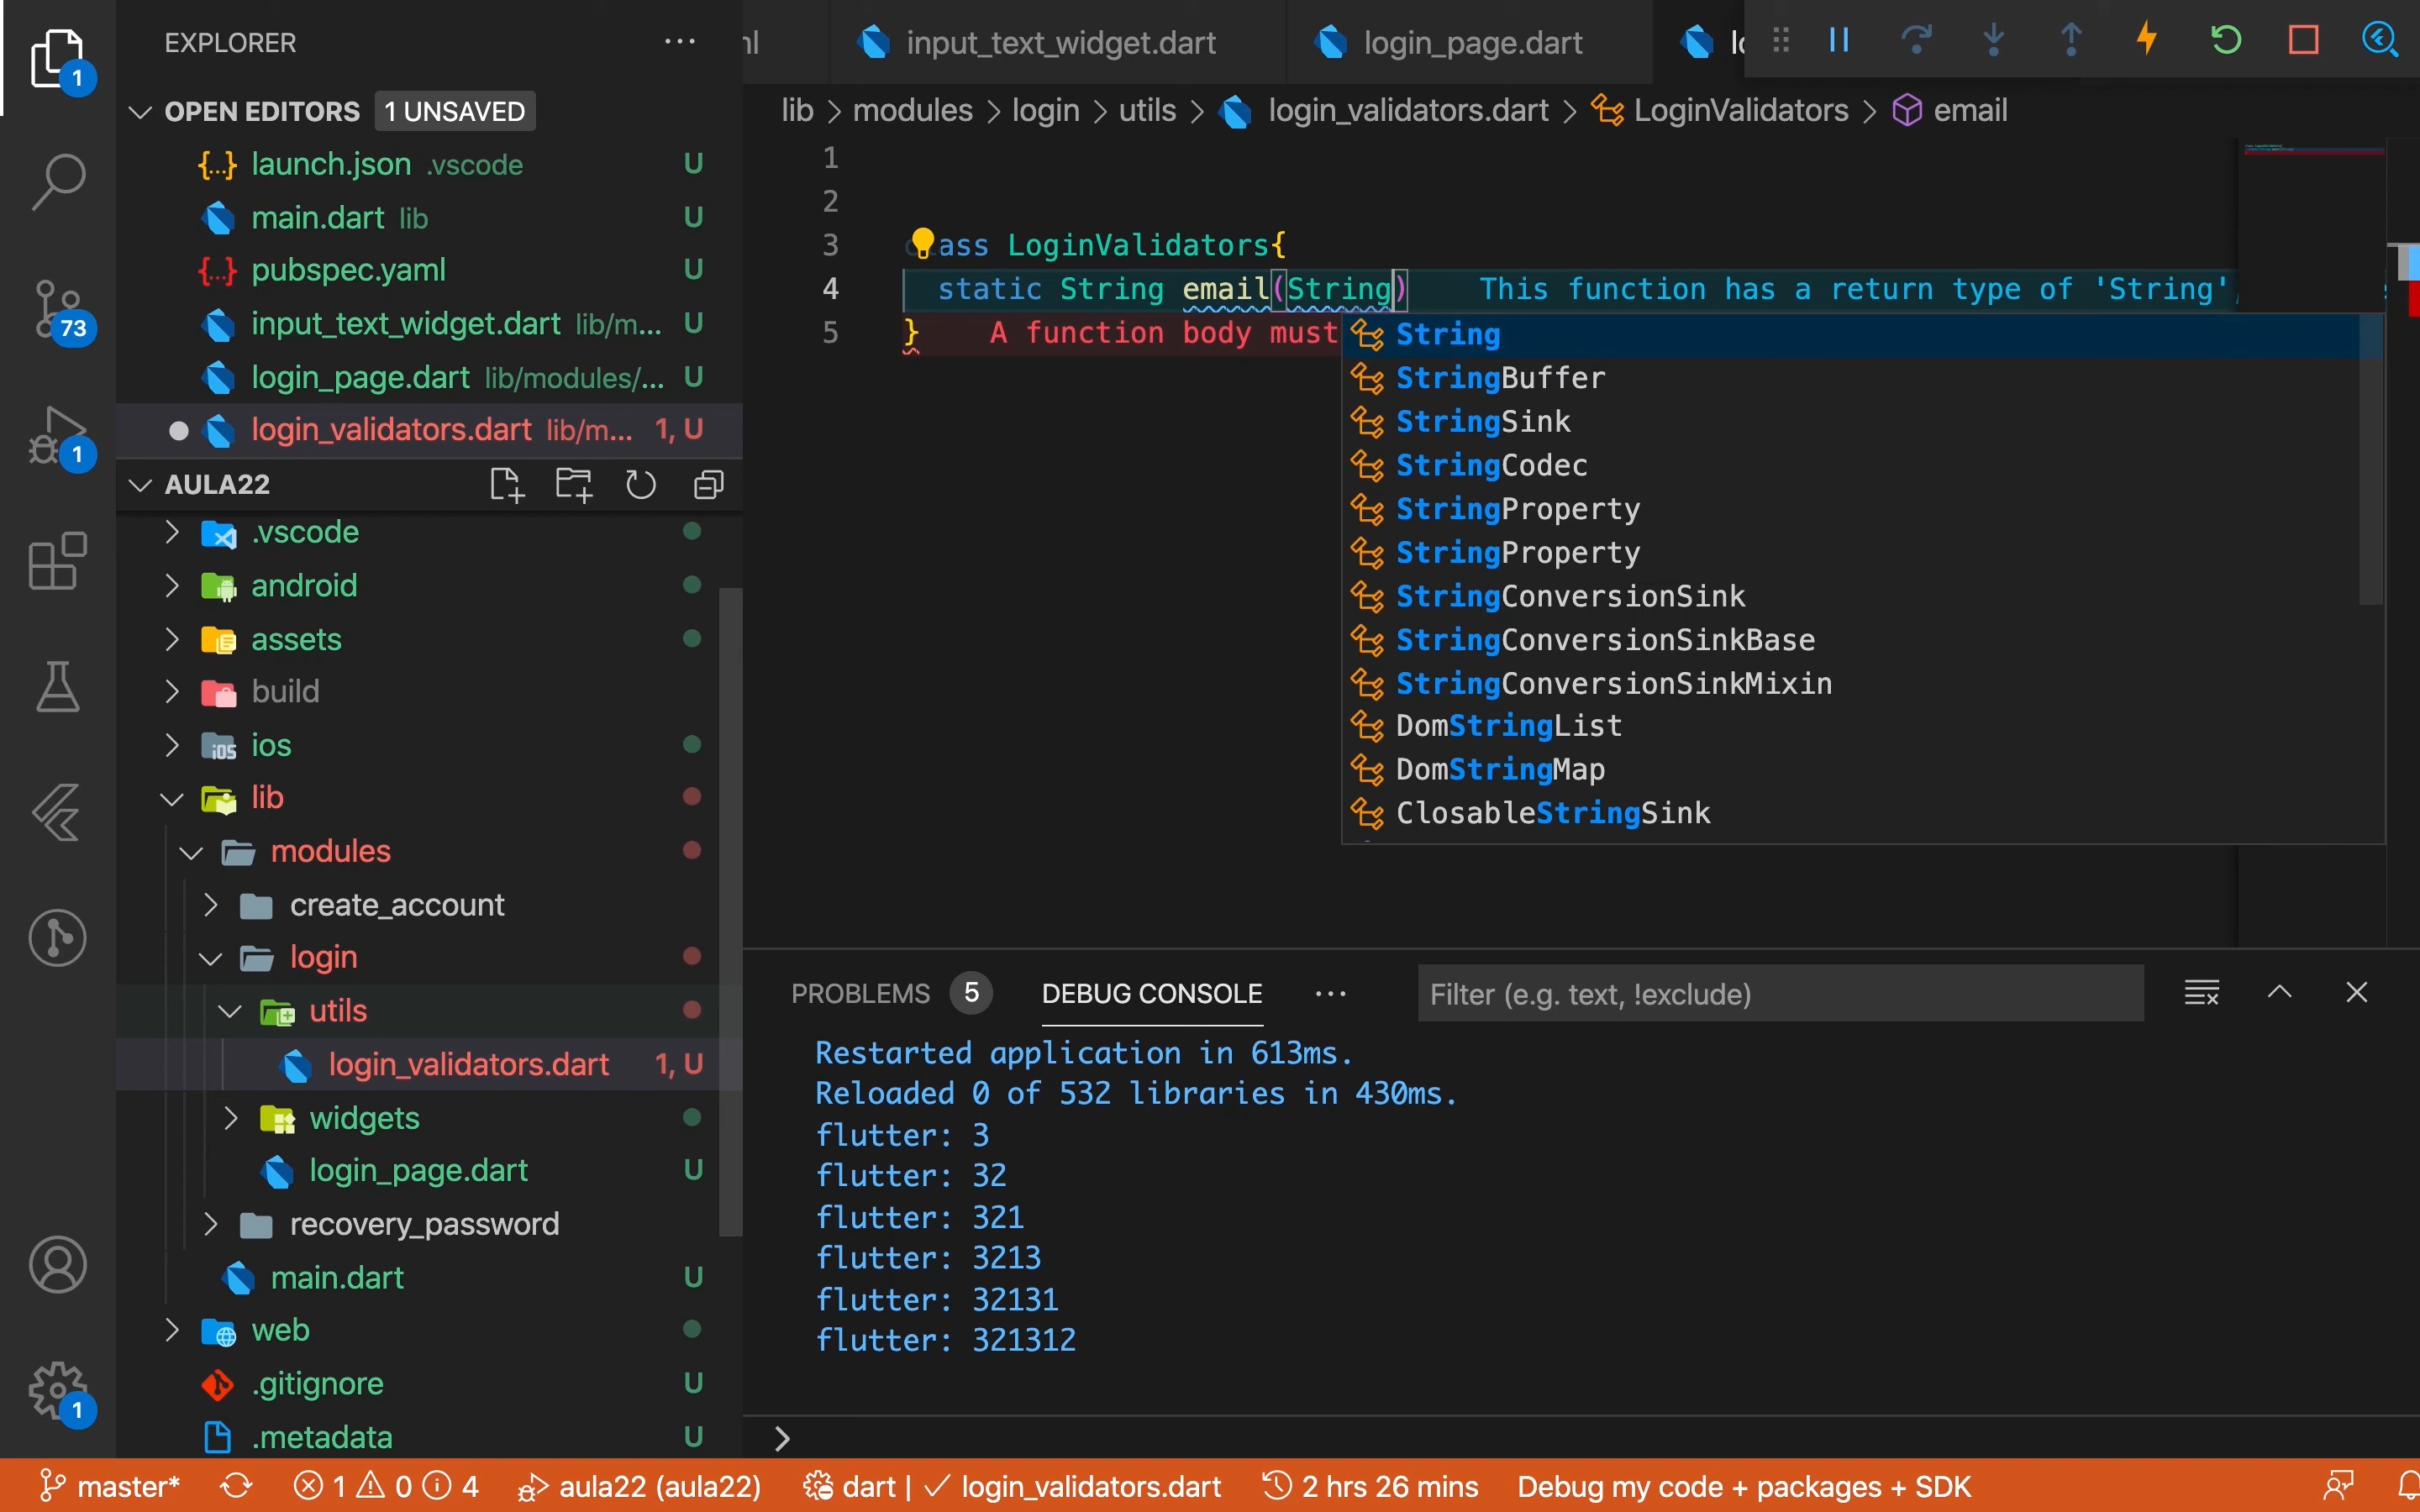 EXPLORER
OPEN EDITORS 1 UNSAVED
launch.json .vscode U
main.dart lib U
pubspec.yaml U
input_text_widget.dart lib/m... U
login_page.dart lib/modules/... U
login_validators.dart lib/m... 1, U
AULA22
.vscode
android
assets
build
ios
lib
modules
create_account
login
utils
login_validators.dart 1, U
widgets
login_page.dart U
recovery_password
main.dart U
web
.gitignore U
.metadata U
1
73
1
1
input_text_widget.dart login_page.dart
lib > modules > login > utils > login_validators.dart > LoginValidators > email
1
2
3 ass LoginValidators{
4 static String email(String) This function has a return type of 'String',
5 } A function body must
String
StringBuffer
StringSink
StringCodec
StringProperty
StringProperty
StringConversionSink
StringConversionSinkBase
StringConversionSinkMixin
DomStringList
DomStringMap
ClosableStringSink
PROBLEMS 5 DEBUG CONSOLE ... Filter (e.g. text, !exclude)
Restarted application in 613ms.
Reloaded 0 of 532 libraries in 430ms.
flutter: 3
flutter: 32
flutter: 321
flutter: 3213
flutter: 32131
flutter: 321312
>
master* 1 0 4 aula22 (aula22) dart | ✓ login_validators.dart 2 hrs 26 mins Debug my code + packages + SDK